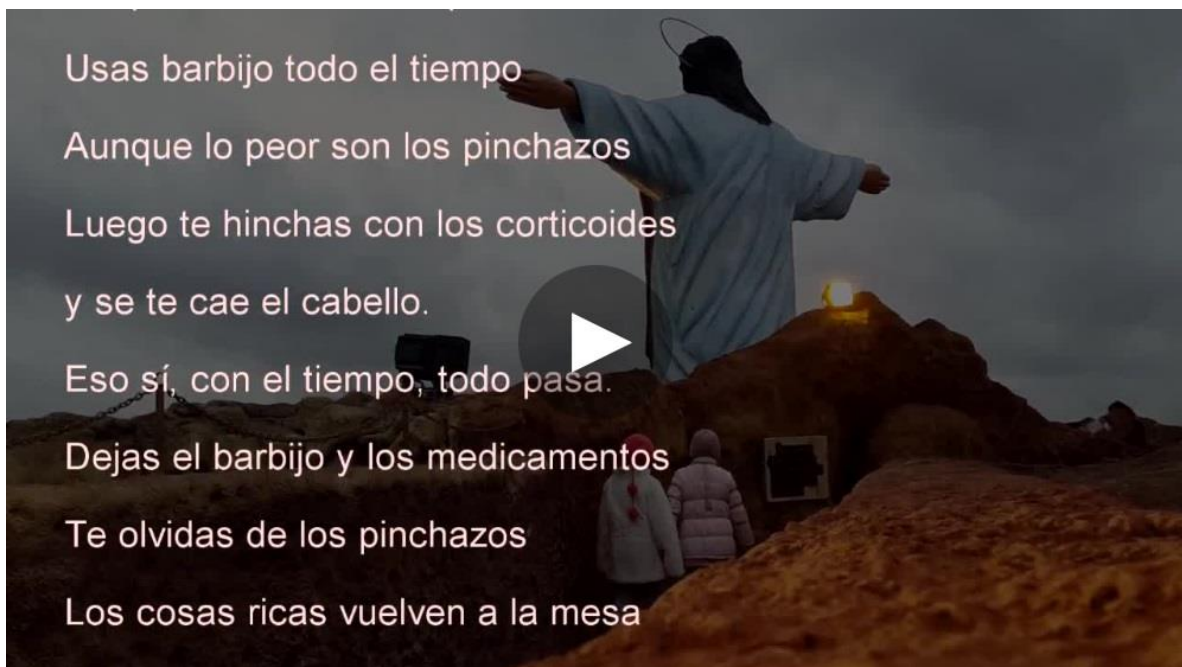 Usas barbijo todo el tiempo
Aunque lo peor son los pinchazos
Luego te hinchas con los corticoides
y se te cae el cabello.
Eso sí, con el tiempo, todo pasa.
Dejas el barbijo y los medicamentos
Te olvidas de los pinchazos
Los cosas ricas vuelven a la mesa